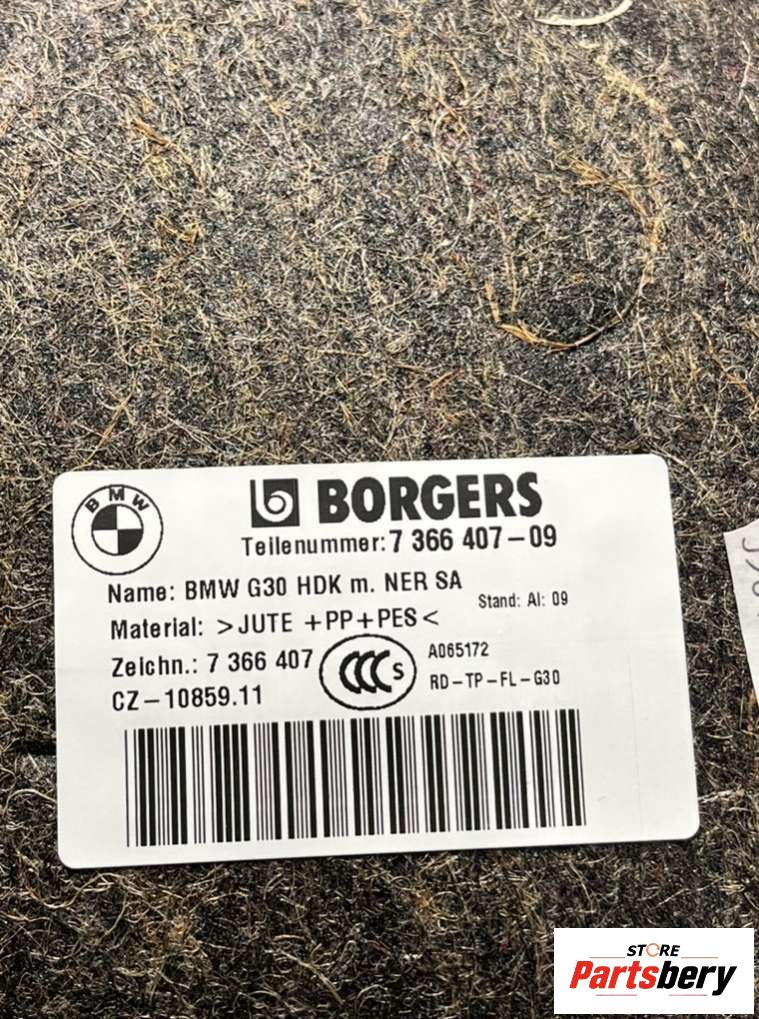 BMW
BORGERS
Teilenummer: 7 366 407-09
Name: BMW G30 HDK m. NER SA
Stand: AI: 09
Material: >JUTE +PP+PES<
Zeichn.: 7 366 407
CCC S
A065172
CZ-10859.11
RD-TP-FL-G30
STORE
Partsbery